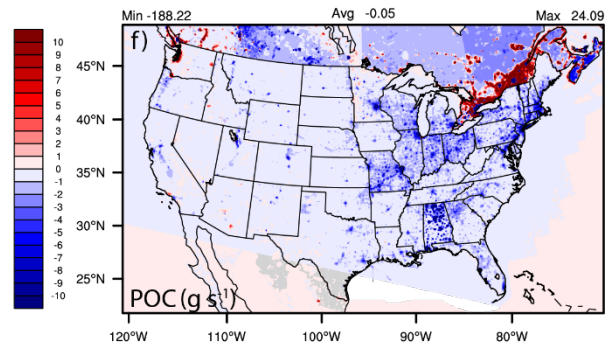 Min -188.22 Avg -0.05 Max 24.09
f)
10
9
8
7
6
5
4
3
2
1
0
-1
-2
-3
-4
-5
-6
-7
-8
-9
-10
45°N
40°N
35°N
30°N
25°N
POC (g s⁻¹)
120°W 110°W 100°W 90°W 80°W